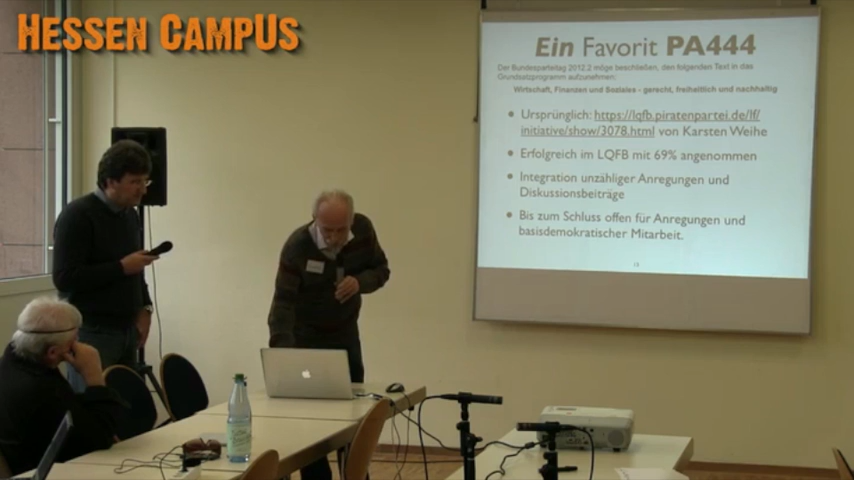 HESSEN CAMPUS
Ein Favorit PA444
Der Bundesparteitag 2012.2 möge beschließen, den folgenden Text in das
Grundsatzprogramm aufzunehmen:
Wirtschaft, Finanzen und Soziales - gerecht, freiheitlich und nachhaltig
• Ursprünglich: https://lqfb.piratenpartei.de/lf/
initiative/show/3078.html von Karsten Weihe
• Erfolgreich im LQFB mit 69% angenommen
• Integration unzähliger Anregungen und
Diskussionsbeiträge
• Bis zum Schluss offen für Anregungen und
basisdemokratischer Mitarbeit.